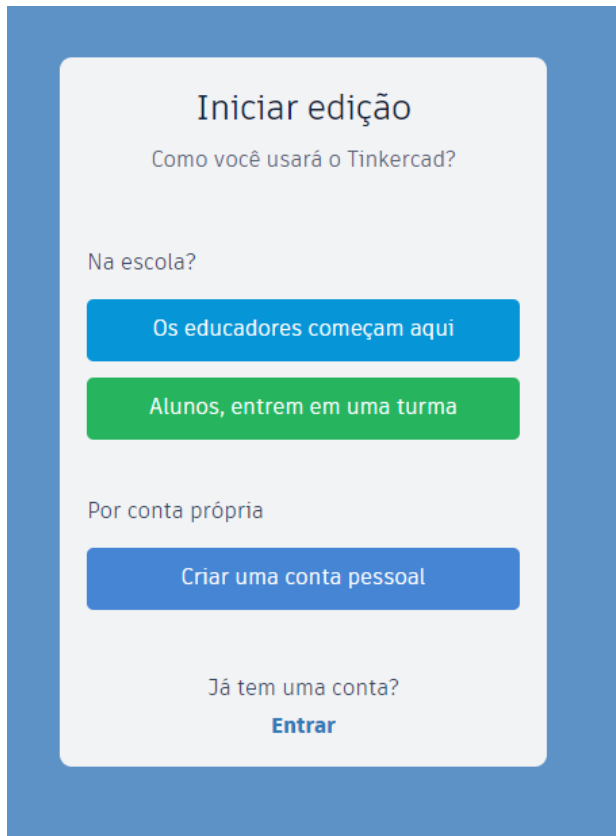 Iniciar edição
Como você usará o Tinkercad?
Na escola?
Os educadores começam aqui
Alunos, entrem em uma turma
Por conta própria
Criar uma conta pessoal
Já tem uma conta?
Entrar